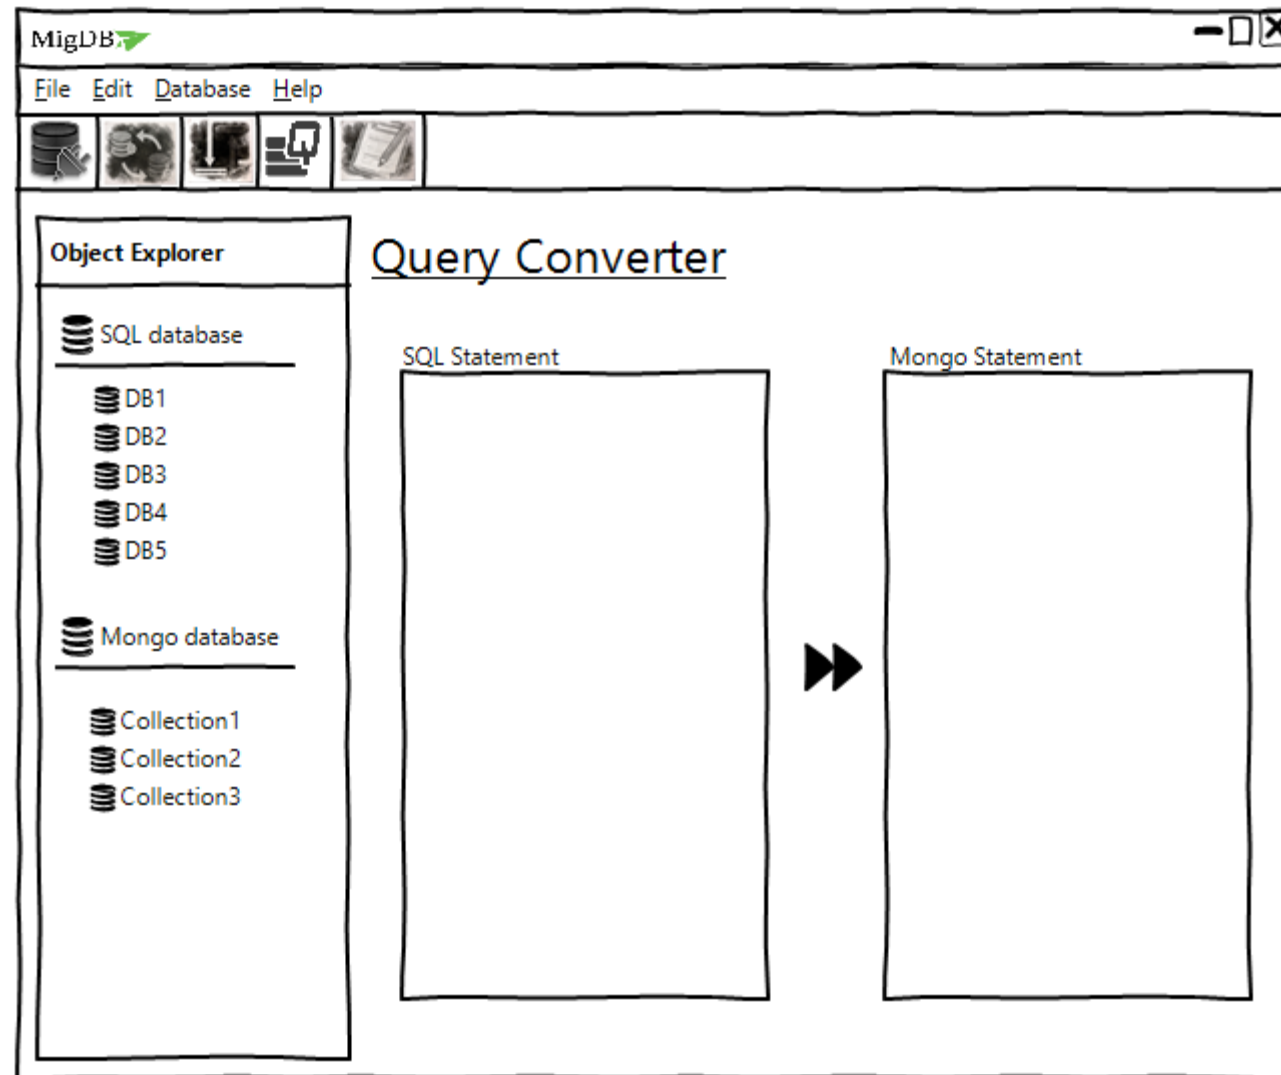 MigDB
File Edit Database Help
Object Explorer
SQL database
DB1
DB2
DB3
DB4
DB5
Mongo database
Collection1
Collection2
Collection3
Query Converter
SQL Statement
Mongo Statement